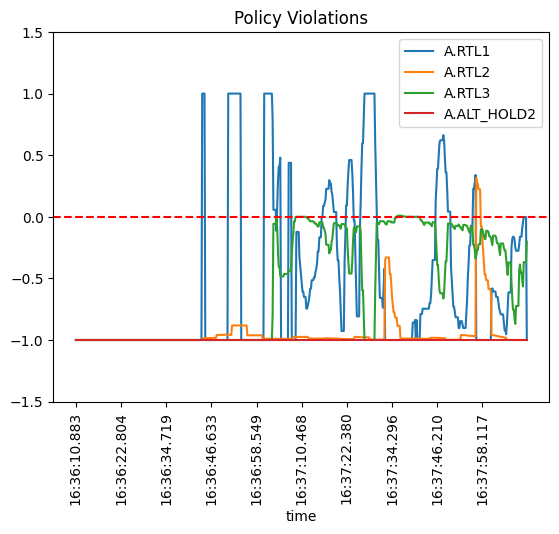 Policy Violations
A.RTL1
A.RTL2
A.RTL3
A.ALT_HOLD2
1.5
1.0
0.5
0.0
−0.5
−1.0
−1.5
16:36:10.883
16:36:22.804
16:36:34.719
16:36:46.633
16:36:58.549
16:37:10.468
16:37:22.380
16:37:34.296
16:37:46.210
16:37:58.117
time